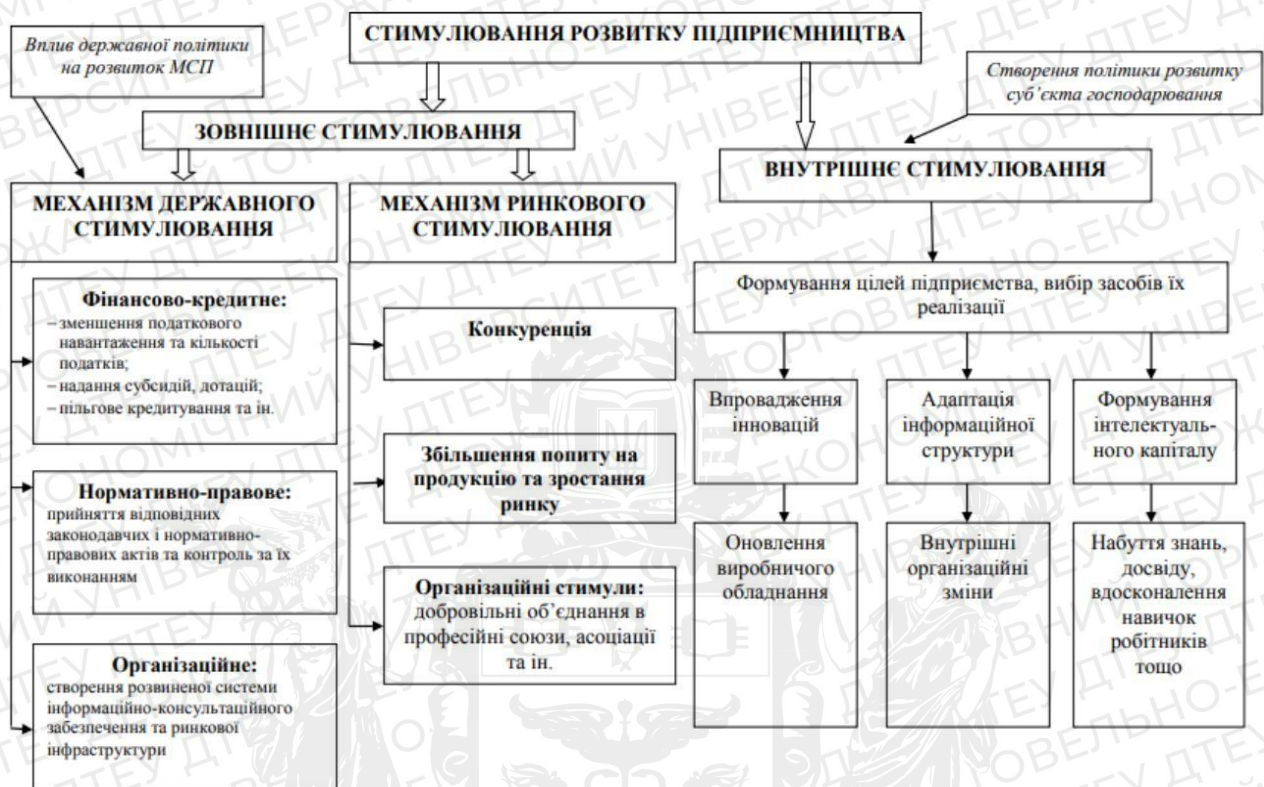 СТИМУЛЮВАННЯ РОЗВИТКУ ПІДПРИЄМНИЦТВА
Вплив державної політики
на розвиток МСП
Створення політики розвитку
суб’єкта господарювання
ЗОВНІШНЄ СТИМУЛЮВАННЯ
ВНУТРІШНЄ СТИМУЛЮВАННЯ
МЕХАНІЗМ ДЕРЖАВНОГО
СТИМУЛЮВАННЯ
МЕХАНІЗМ РИНКОВОГО
СТИМУЛЮВАННЯ
Фінансово-кредитне:
– зменшення податкового
навантаження та кількості
податків;
– надання субсидій, дотацій;
– пільгове кредитування та ін.
Нормативно-правове:
прийняття відповідних
законодавчих і нормативно-
правових актів та контроль за їх
виконанням
Організаційне:
створення розвиненої системи
інформаційно-консультаційного
забезпечення та ринкової
інфраструктури
Конкуренція
Збільшення попиту на
продукцію та зростання
ринку
Організаційні стимули:
добровільні об’єднання в
професійні союзи, асоціації
та ін.
Формування цілей підприємства, вибір засобів їх
реалізації
Впровадження
інновацій
Адаптація
інформаційної
структури
Формування
інтелектуаль-
ного капіталу
Оновлення
виробничого
обладнання
Внутрішні
організаційні
зміни
Набуття знань,
досвіду,
вдосконалення
навичок
робітників
тощо